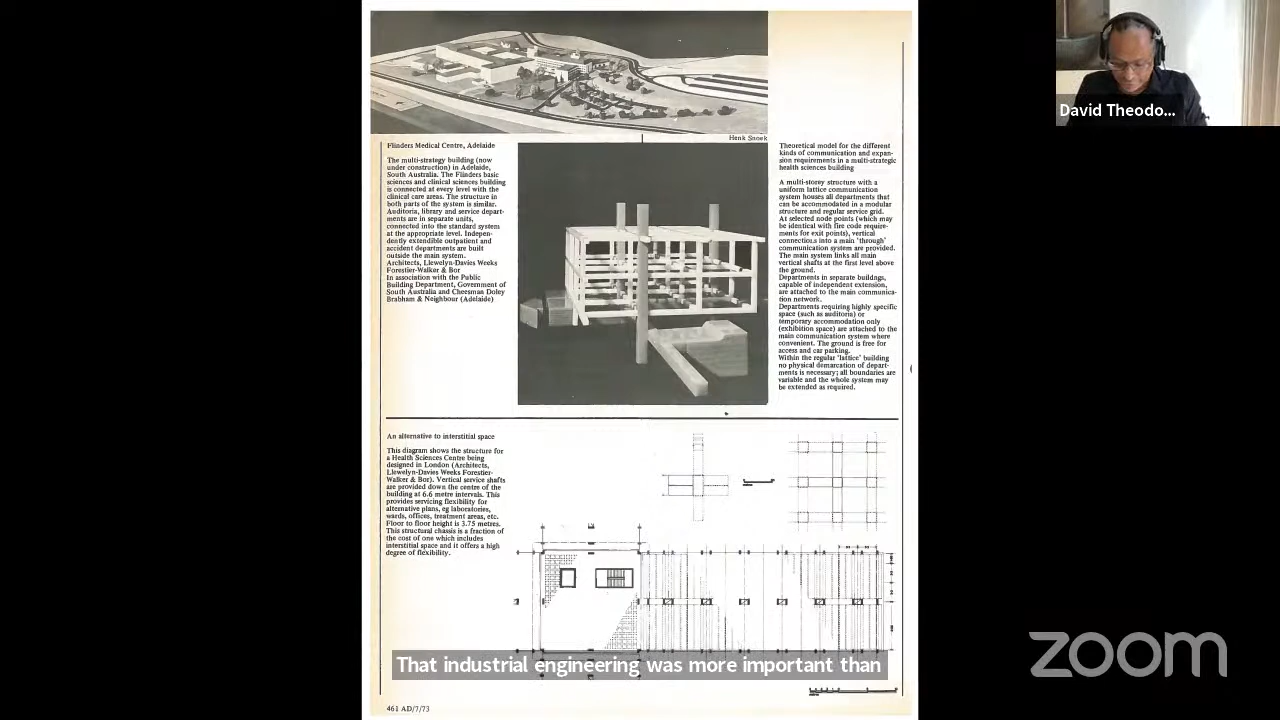 Henk Snoek
Flinders Medical Centre, Adelaide
The multi-strategy building (now
under construction) in Adelaide,
South Australia. The Flinders basic
sciences and clinical sciences building
is connected at every level with the
clinical care areas. The structure in
both parts of the system is similar.
Auditoria, library and service depart-
ments are in separate units,
connected into the standard system
at the appropriate level. Indepen-
dently extendible outpatient and
accident departments are built
outside the main system.
Architects, Llewelyn-Davies Weeks
Forestier-Walker & Bor
In association with the Public
Building Department, Government of
South Australia and Cheesman Doley
Brabham & Neighbour (Adelaide)
Theoretical model for the different
kinds of communication and expan-
sion requirements in a multi-strategic
health sciences building
A multi-storey structure with a
uniform lattice communication
system houses all departments that
can be accommodated in a modular
structure and regular service grid.
At selected node points (which may
be identical with fire code require-
ments for exit points), vertical
connections into a main 'through'
communication system are provided.
The main system links all main
vertical shafts at the first level above
the ground.
Departments in separate buildings,
capable of independent extension,
are attached to the main communica-
tion network.
Departments requiring highly specific
space (such as auditoria) or
temporary accommodation only
(exhibition space) are attached to the
main communication system where
convenient. The ground is free for
access and car parking.
Within the regular 'lattice' building
no physical demarcation of depart-
ments is necessary; all boundaries are
variable and the whole system may
be extended as required.
An alternative to interstitial space
This diagram shows the structure for
a Health Sciences Centre being
designed in London (Architects,
Llewelyn-Davies Weeks Forestier-
Walker & Bor). Vertical service shafts
are provided down the centre of the
building at 6.6 metre intervals. This
provides servicing flexibility for
alternative plans, eg laboratories,
wards, offices, treatment areas, etc.
Floor to floor height is 3.75 metres.
This structural chassis is a fraction of
the cost of one which includes
interstitial space and it offers a high
degree of flexibility.
461 AD/7/73
That industrial engineering was more important than
David Theodo...
zoom